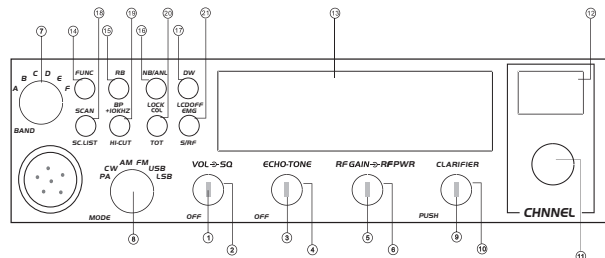 18 19 20 21 13 12
7 14 15 16 17
A B C D E F
BAND
FUNC RB NB/ANL DW
BP LOCK LCDOFF
SCAN +10KHZ COL EMG
SC.LIST HI-CUT TOT S/RF
PA CW AM FM USB LSB
MODE
VOL SQ ECHO-TONE RFGAIN RFPWR CLARIFIER
OFF OFF PUSH
CHNNEL
8 1 2 3 4 5 6 9 10 11